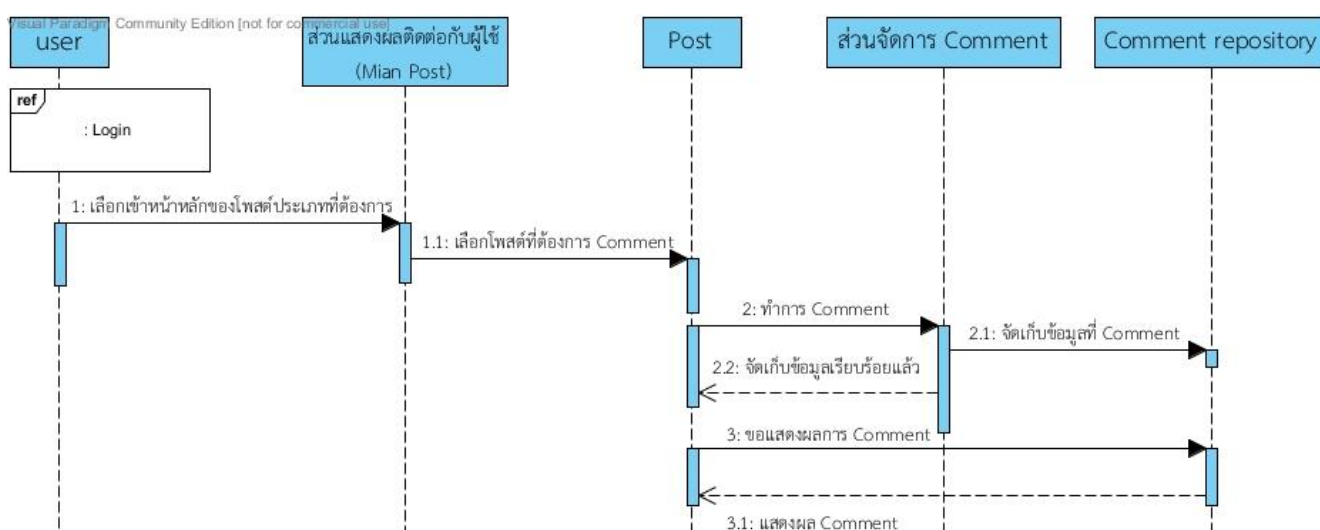 Visual Paradigm Community Edition [not for commercial use]
user
ส่วนแสดงผลติดต่อกับผู้ใช้
(Mian Post)
Post
ส่วนจัดการ Comment
Comment repository
ref
: Login
1: เลือกเข้าหน้าหลักของโพสต์ประเภทที่ต้องการ
1.1: เลือกโพสต์ที่ต้องการ Comment
2: ทำการ Comment
2.1: จัดเก็บข้อมูลที่ Comment
2.2: จัดเก็บข้อมูลเรียบร้อยแล้ว
3: ขอแสดงผลการ Comment
3.1: แสดงผล Comment